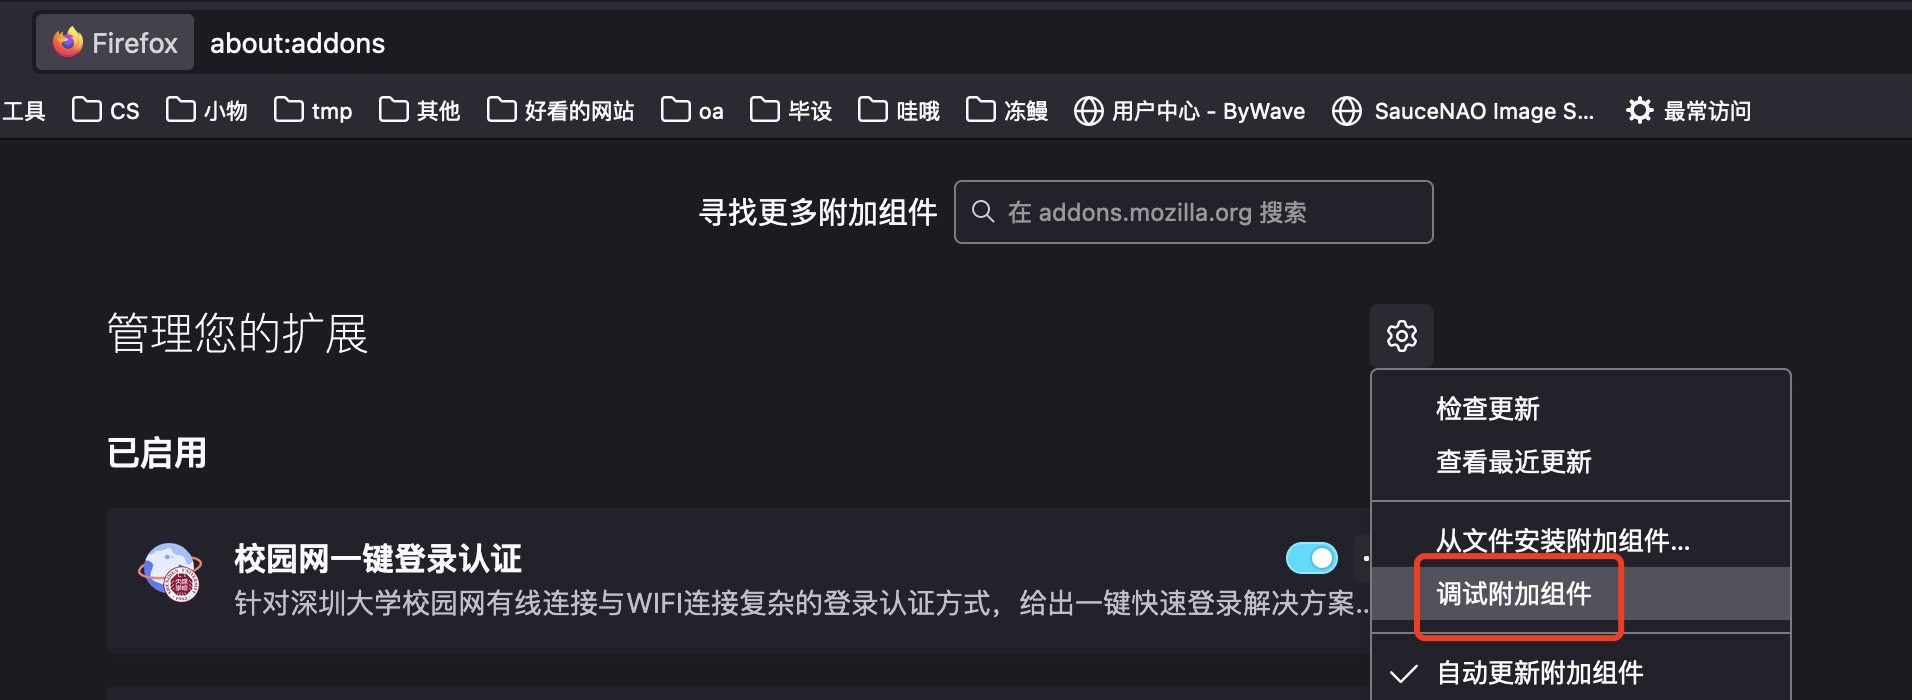 Firefox about:addons
工具 CS 小物 tmp 其他 好看的网站 oa 毕设 哇哦 冻鳗 用户中心 - ByWave SauceNAO Image S... 最常访问
寻找更多附加组件 在 addons.mozilla.org 搜索
管理您的扩展
检查更新
查看最近更新
从文件安装附加组件...
调试附加组件
自动更新附加组件
已启用
校园网一键登录认证
针对深圳大学校园网有线连接与WIFI连接复杂的登录认证方式，给出一键快速登录解决方案...